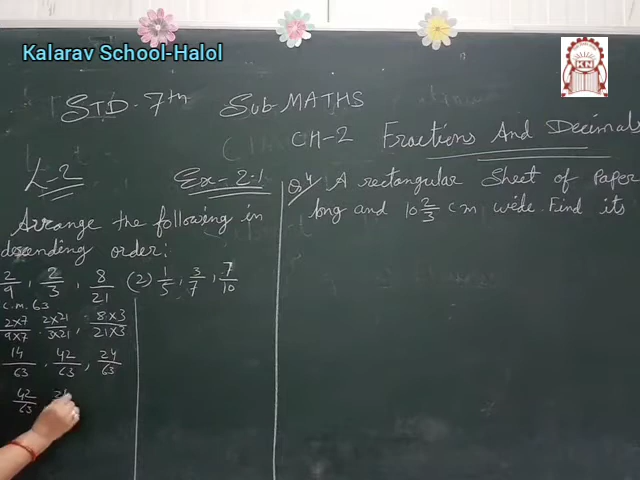 Kalarav School-Halol
KN
STD-7th Sub-MATHS
CH-2 Fractions And Decimals
L-2 Ex-2.1
Arrange the following in
desending order:
2/9, 2/3, 8/21 (2) 1/5, 3/7, 7/10
C.M. 63
2×7/9×7, 2×21/3×21, 8×3/21×3
14/63, 42/63, 24/63
42/63
Q4 A rectangular Sheet of Paper
long and 10 2/3 cm wide. Find its